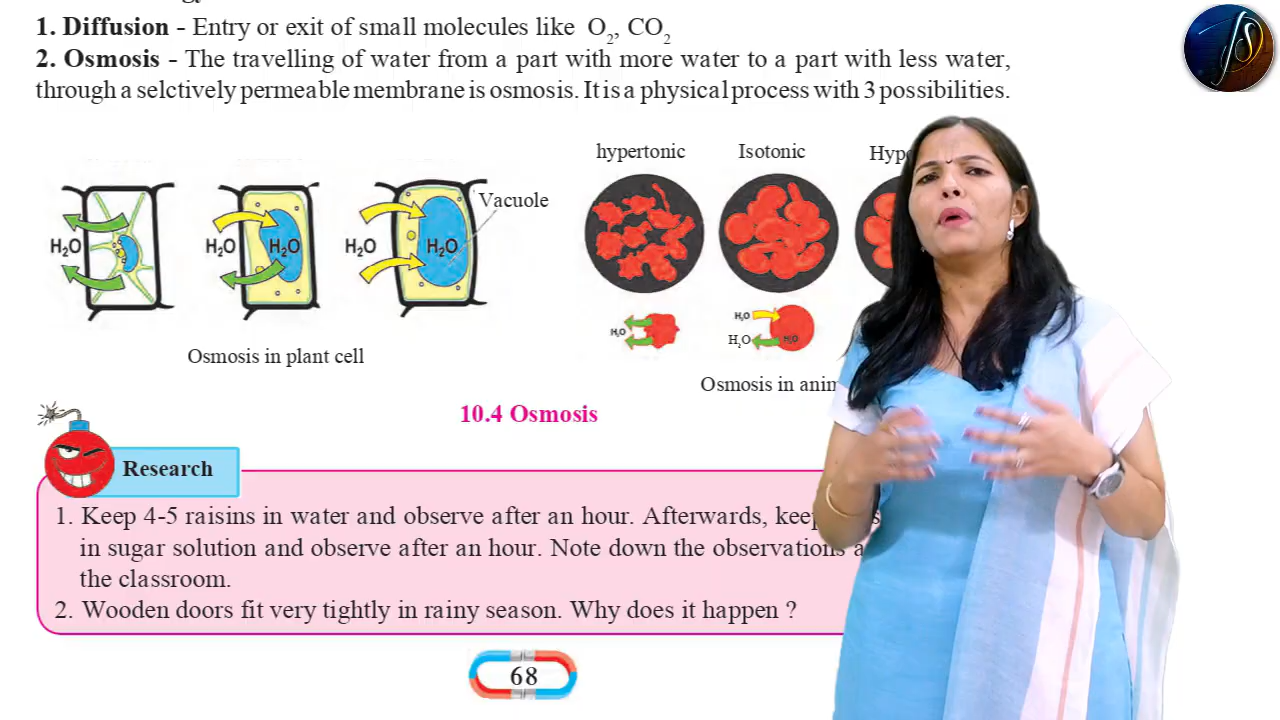 1. Diffusion - Entry or exit of small molecules like O₂, CO₂
2. Osmosis - The travelling of water from a part with more water to a part with less water,
through a selctively permeable membrane is osmosis. It is a physical process with 3 possibilities.
hypertonic Isotonic
Vacuole
H₂O H₂O H₂O H₂O H₂O
H₂O H₂O
H₂O H₂O
Osmosis in plant cell
Osmosis in
10.4 Osmosis
Research
1. Keep 4-5 raisins in water and observe after an hour. Afterwards,
in sugar solution and observe after an hour. Note down the observations
the classroom.
2. Wooden doors fit very tightly in rainy season. Why does it happen ?
68